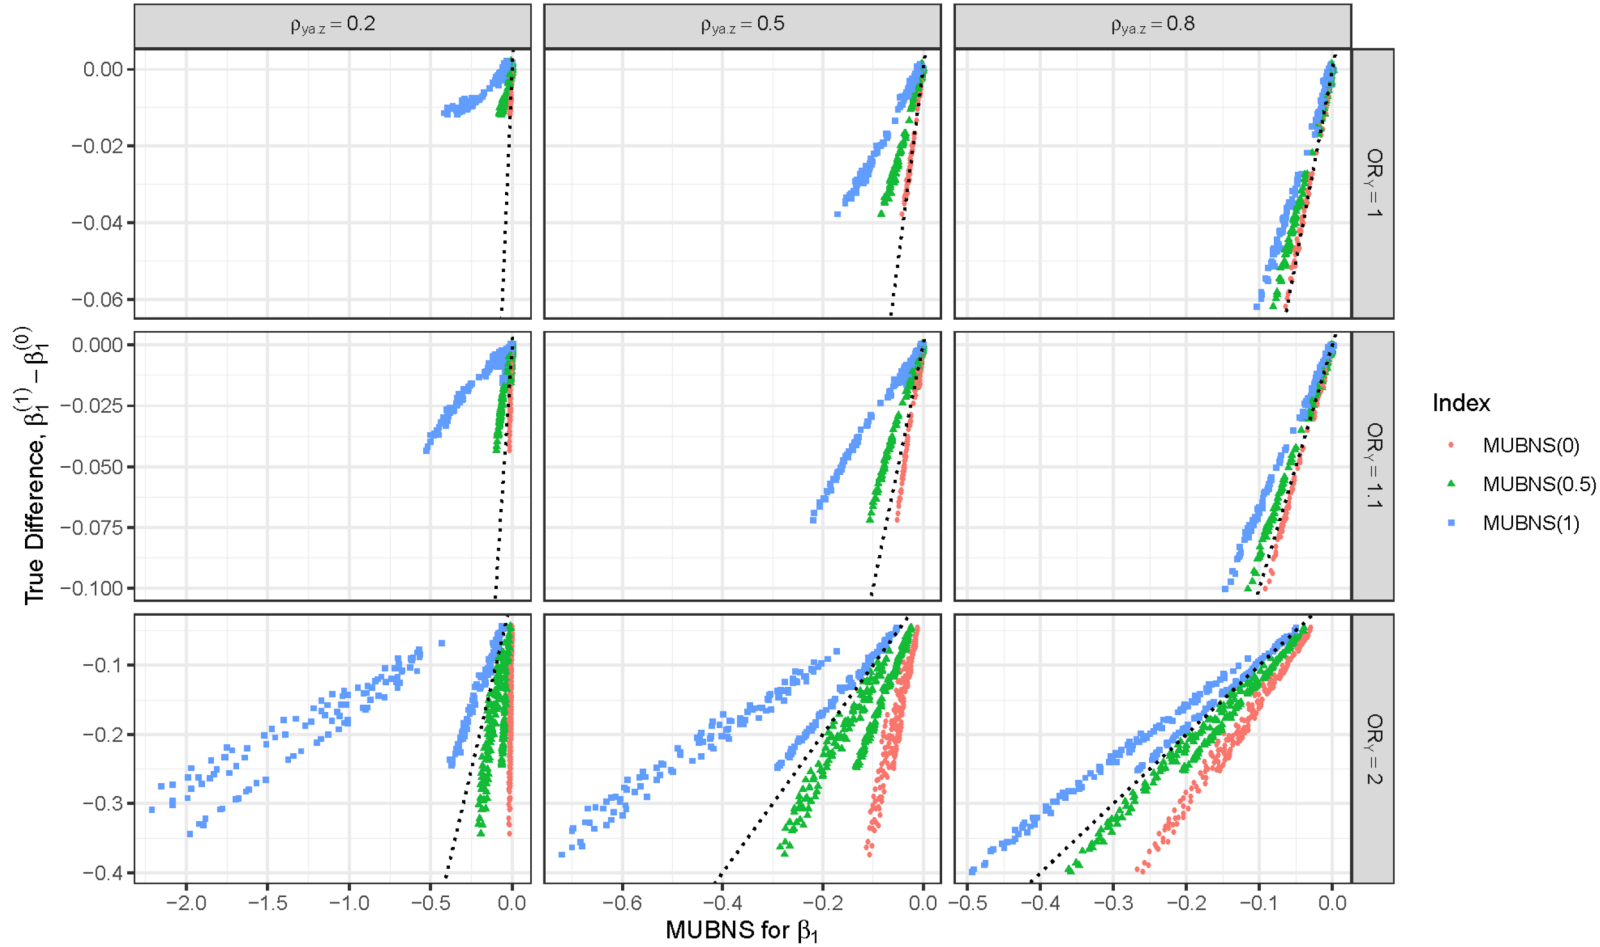 ρya.z = 0.2
ρya.z = 0.5
ρya.z = 0.8
0.00
−0.02
−0.04
−0.06
ORY = 1
0.000
−0.025
−0.050
−0.075
−0.100
ORY = 1.1
−0.1
−0.2
−0.3
−0.4
ORY = 2
−2.0 −1.5 −1.0 −0.5 0.0
−0.6 −0.4 −0.2 0.0
−0.5 −0.4 −0.3 −0.2 −0.1 0.0
True Difference, β1(1) − β1(0)
MUBNS for β1
Index
MUBNS(0)
MUBNS(0.5)
MUBNS(1)